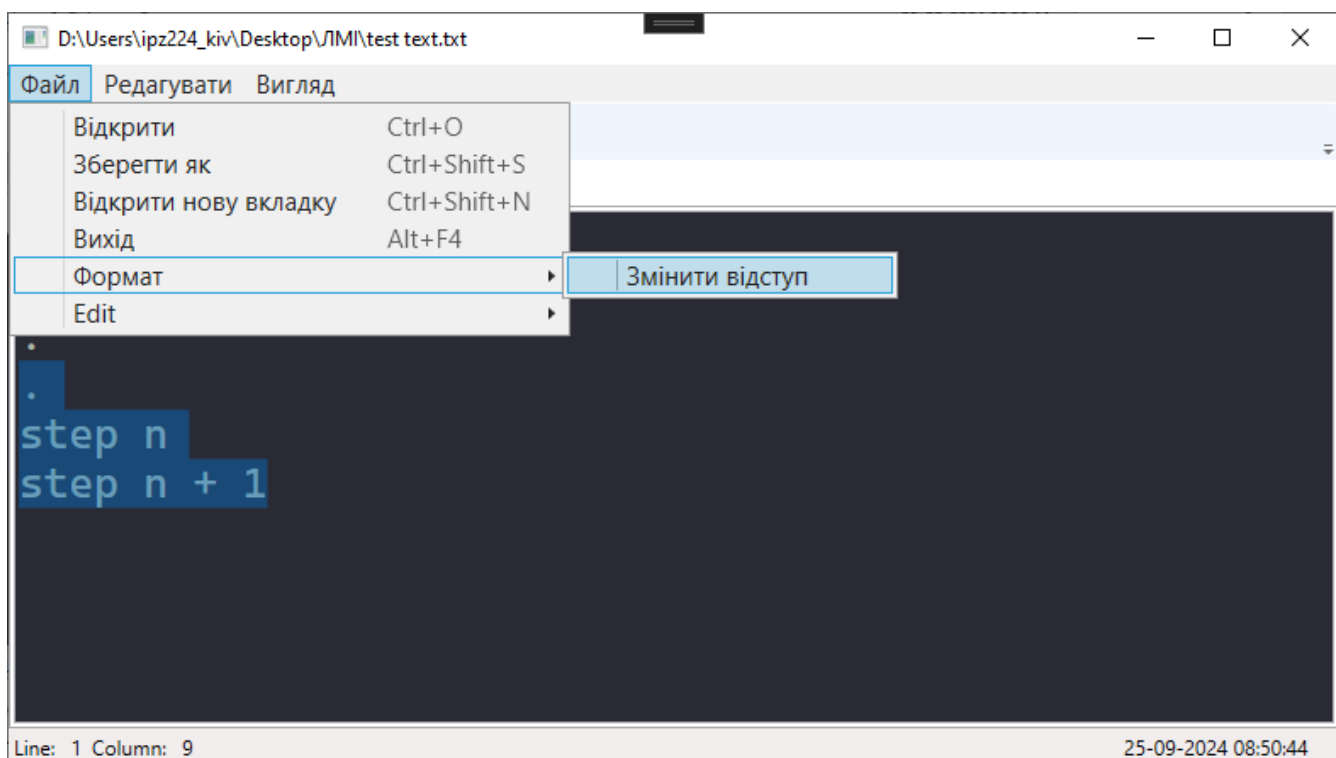 D:\Users\ipz224_kiv\Desktop\ЛМІ\test text.txt
Файл Редагувати Вигляд
Відкрити Ctrl+O
Зберегти як Ctrl+Shift+S
Відкрити нову вкладку Ctrl+Shift+N
Вихід Alt+F4
Формат Змінити відступ
Edit
.
.
step n
step n + 1
Line: 1 Column: 9 25-09-2024 08:50:44